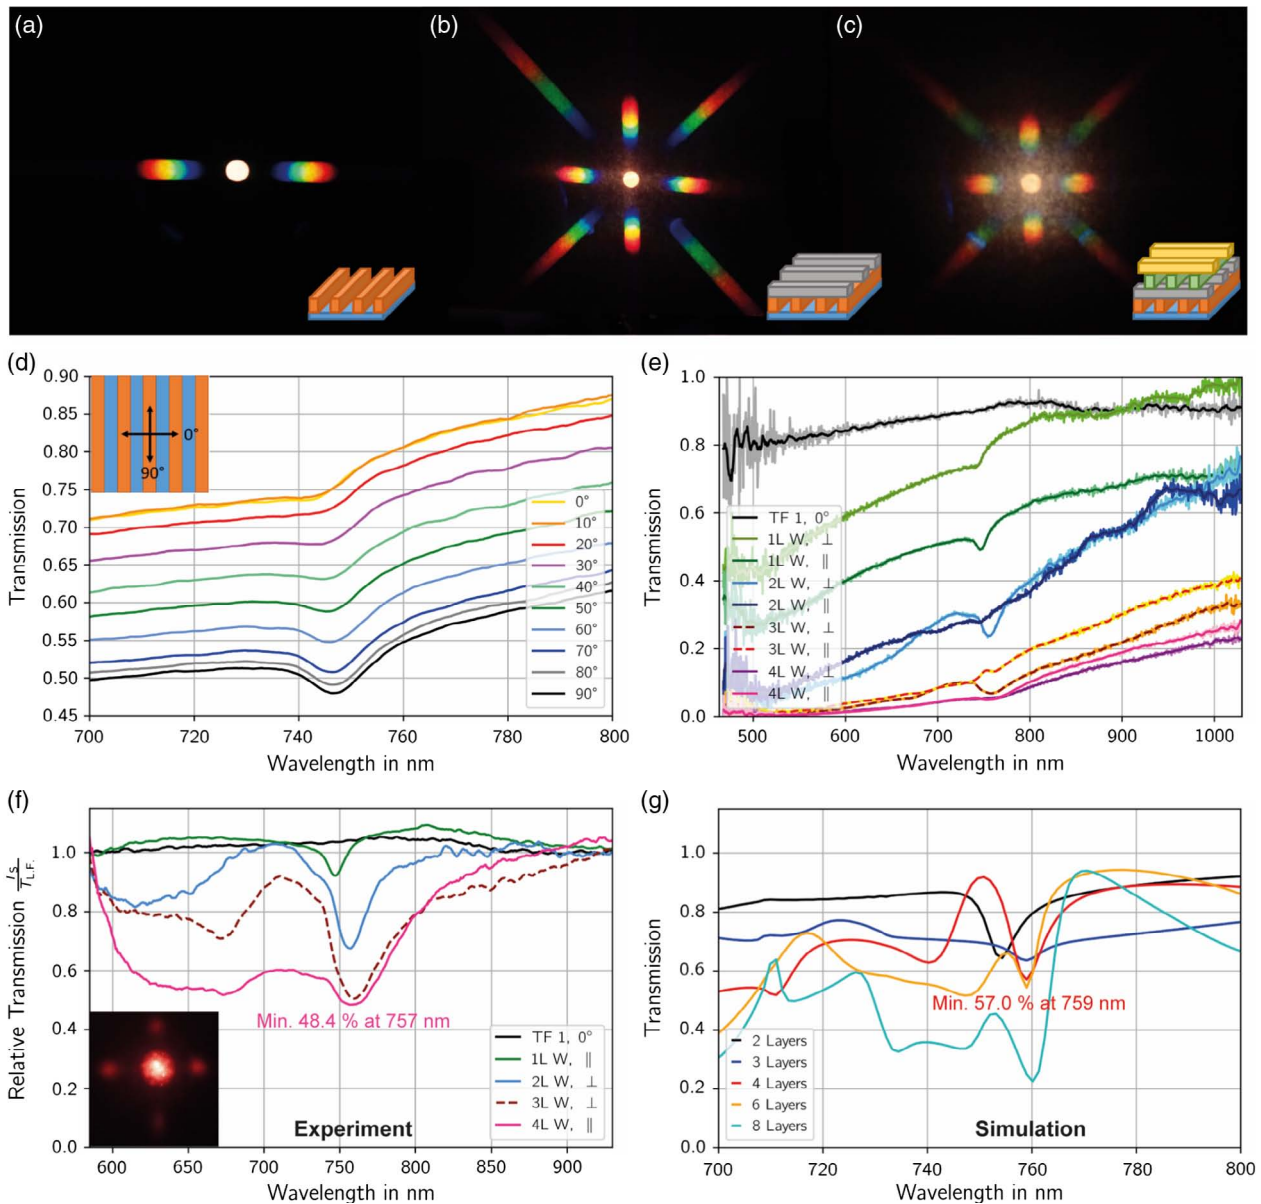 (a)
(b)
(c)
(d)
0.90
0.85
0.80
0.75
0.70
0.65
0.60
0.55
0.50
0.45
Transmission
0°
90°
0°
10°
20°
30°
40°
50°
60°
70°
80°
90°
700
720
740
760
780
800
Wavelength in nm
(e)
1.0
0.8
0.6
0.4
0.2
0.0
Transmission
TF 1, 0°
1L W, ⊥
1L W, ∥
2L W, ⊥
2L W, ∥
3L W, ⊥
3L W, ∥
4L W, ⊥
4L W, ∥
500
600
700
800
900
1000
Wavelength in nm
(f)
1.0
0.8
0.6
0.4
0.2
0.0
Relative Transmission
Min. 48.4 % at 757 nm
TF 1, 0°
1L W, ∥
2L W, ⊥
3L W, ⊥
4L W, ∥
Experiment
600
650
700
750
800
850
900
Wavelength in nm
(g)
1.0
0.8
0.6
0.4
0.2
0.0
Transmission
Min. 57.0 % at 759 nm
2 Layers
3 Layers
4 Layers
6 Layers
8 Layers
Simulation
700
720
740
760
780
800
Wavelength in nm